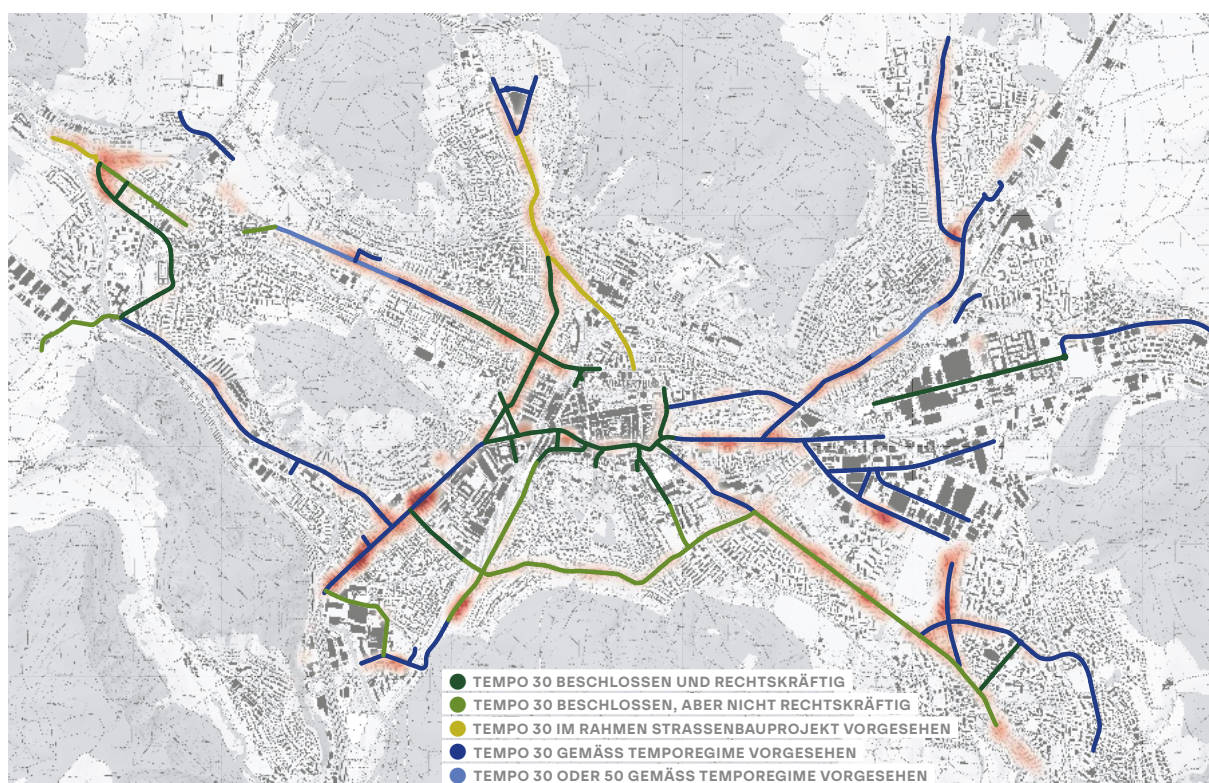 WINTERTHUR
TEMPO 30 BESCHLOSSEN UND RECHTSKRÄFTIG
TEMPO 30 BESCHLOSSEN, ABER NICHT RECHTSKRÄFTIG
TEMPO 30 IM RAHMEN STRASSENBAUPROJEKT VORGESEHEN
TEMPO 30 GEMÄSS TEMPOREGIME VORGESEHEN
TEMPO 30 ODER 50 GEMÄSS TEMPOREGIME VORGESEHEN